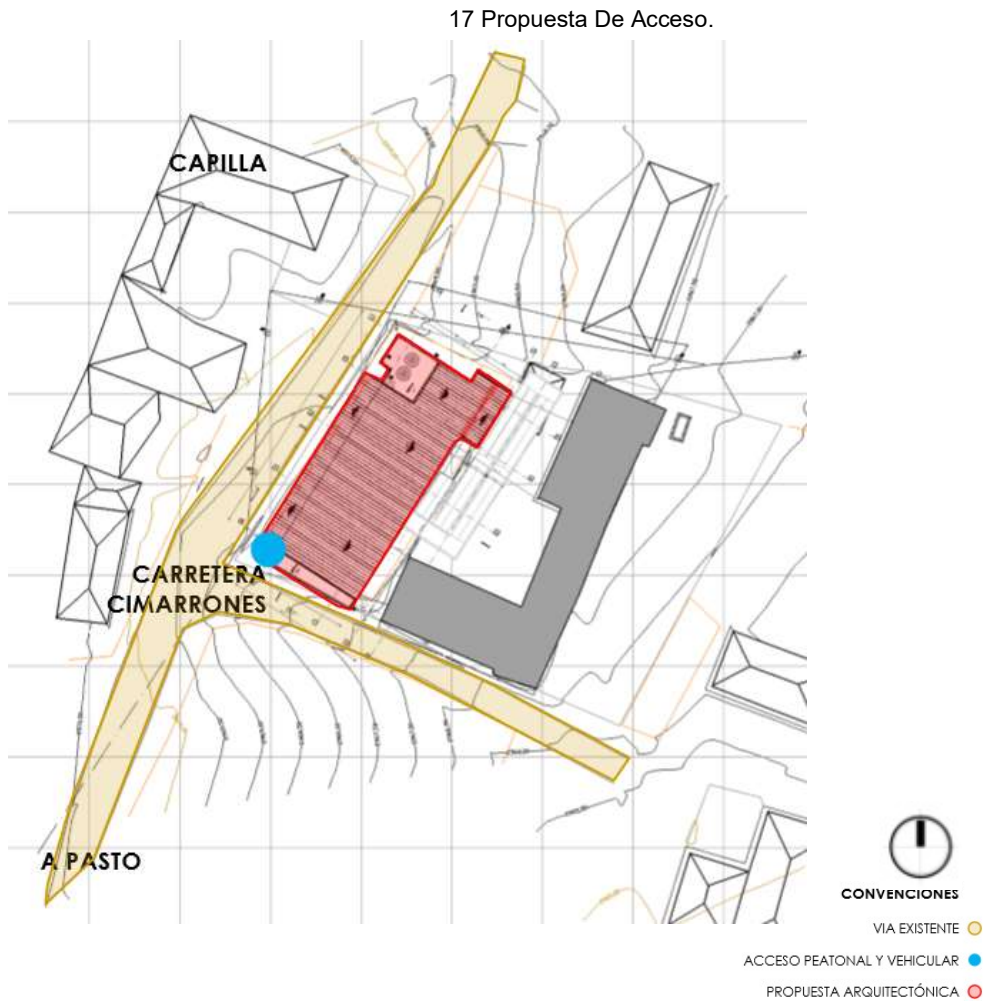 17 Propuesta De Acceso.
CAPILLA
CARRETERA
CIMARRONES
A PASTO
CONVENCIONES
VIA EXISTENTE
ACCESO PEATONAL Y VEHICULAR
PROPUESTA ARQUITECTÓNICA